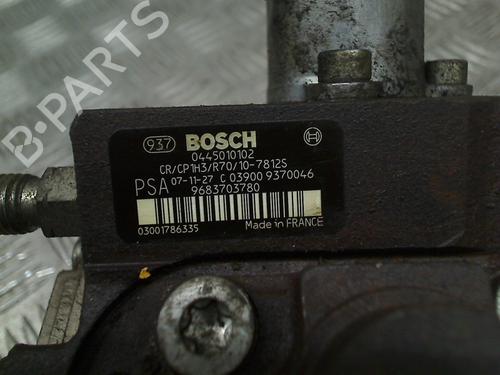 B-PARTS
937 BOSCH
0445010102
CR/CP1H3/R70/10-7812S
PSA 07-11-27 C 03900 9370046
9683703780
03001786335 Made in FRANCE